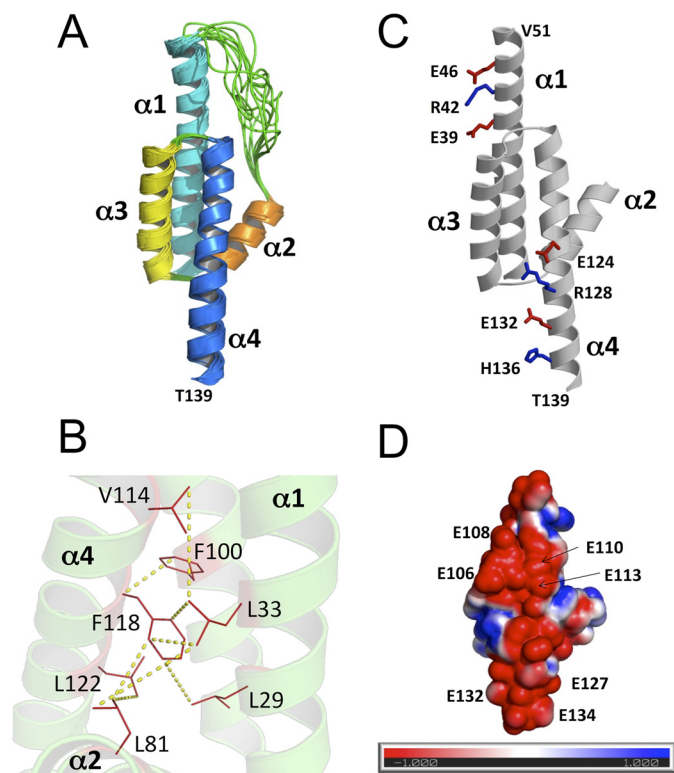 A
α1
α3
α2
α4
T139
C
V51
E46
α1
R42
E39
α3
α2
E124
R128
E132
α4
H136
T139
B
V114
α1
α4
F100
L33
F118
L122
L29
L81
α2
D
E108
E110
E106
E113
E127
E132
E134
-1.000
1.000